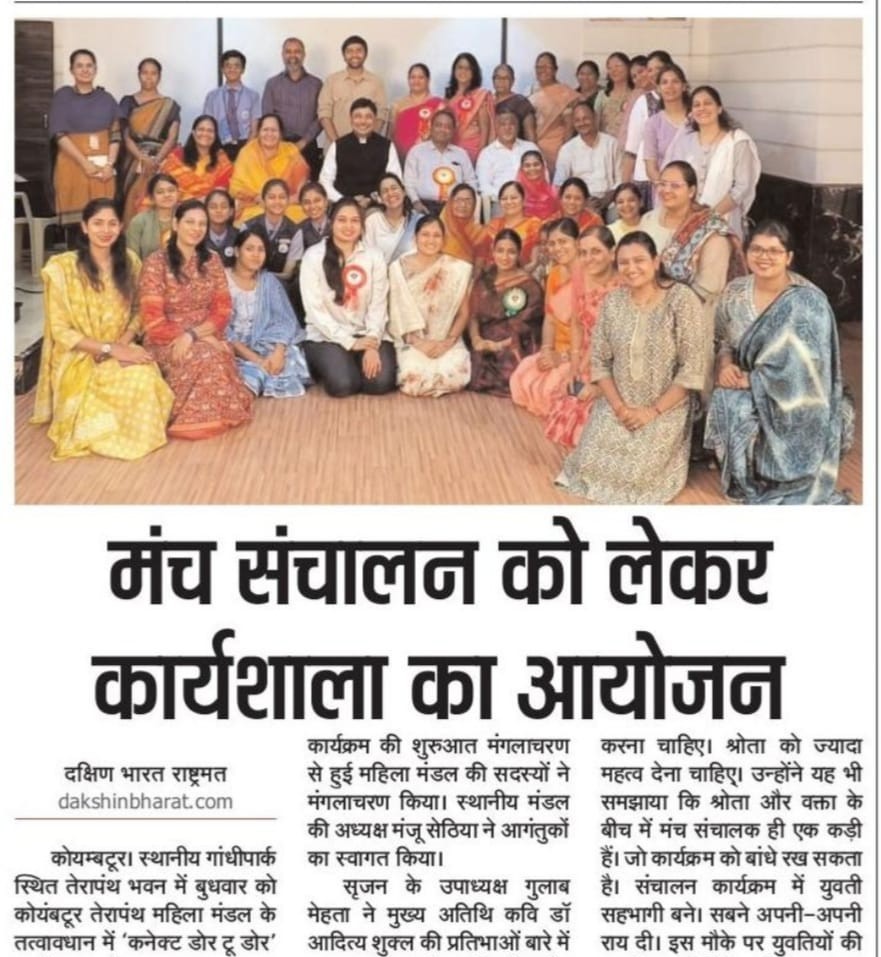 मंच संचालन को लेकर
कार्यशाला का आयोजन
दक्षिण भारत राष्ट्रमत
dakshinbharat.com
कोयम्बटूर। स्थानीय गांधीपार्क
स्थित तेरापंथ भवन में बुधवार को
कोयंबटूर तेरापंथ महिला मंडल के
तत्वावधान में ‘कनेक्ट डोर टू डोर’
कार्यक्रम की शुरुआत मंगलाचरण
से हुई महिला मंडल की सदस्यों ने
मंगलाचरण किया। स्थानीय मंडल
की अध्यक्ष मंजू सेठिया ने आगंतुकों
का स्वागत किया।
सृजन के उपाध्यक्ष गुलाब
मेहता ने मुख्य अतिथि कवि डॉ
आदित्य शुक्ल की प्रतिभाओं बारे में
करना चाहिए। श्रोता को ज्यादा
महत्व देना चाहिए। उन्होंने यह भी
समझाया कि श्रोता और वक्ता के
बीच में मंच संचालक ही एक कड़ी
हैं। जो कार्यक्रम को बांधे रख सकता
है। संचालन कार्यक्रम में युवती
सहभागी बने। सबने अपनी-अपनी
राय दी। इस मौके पर युवतियों की